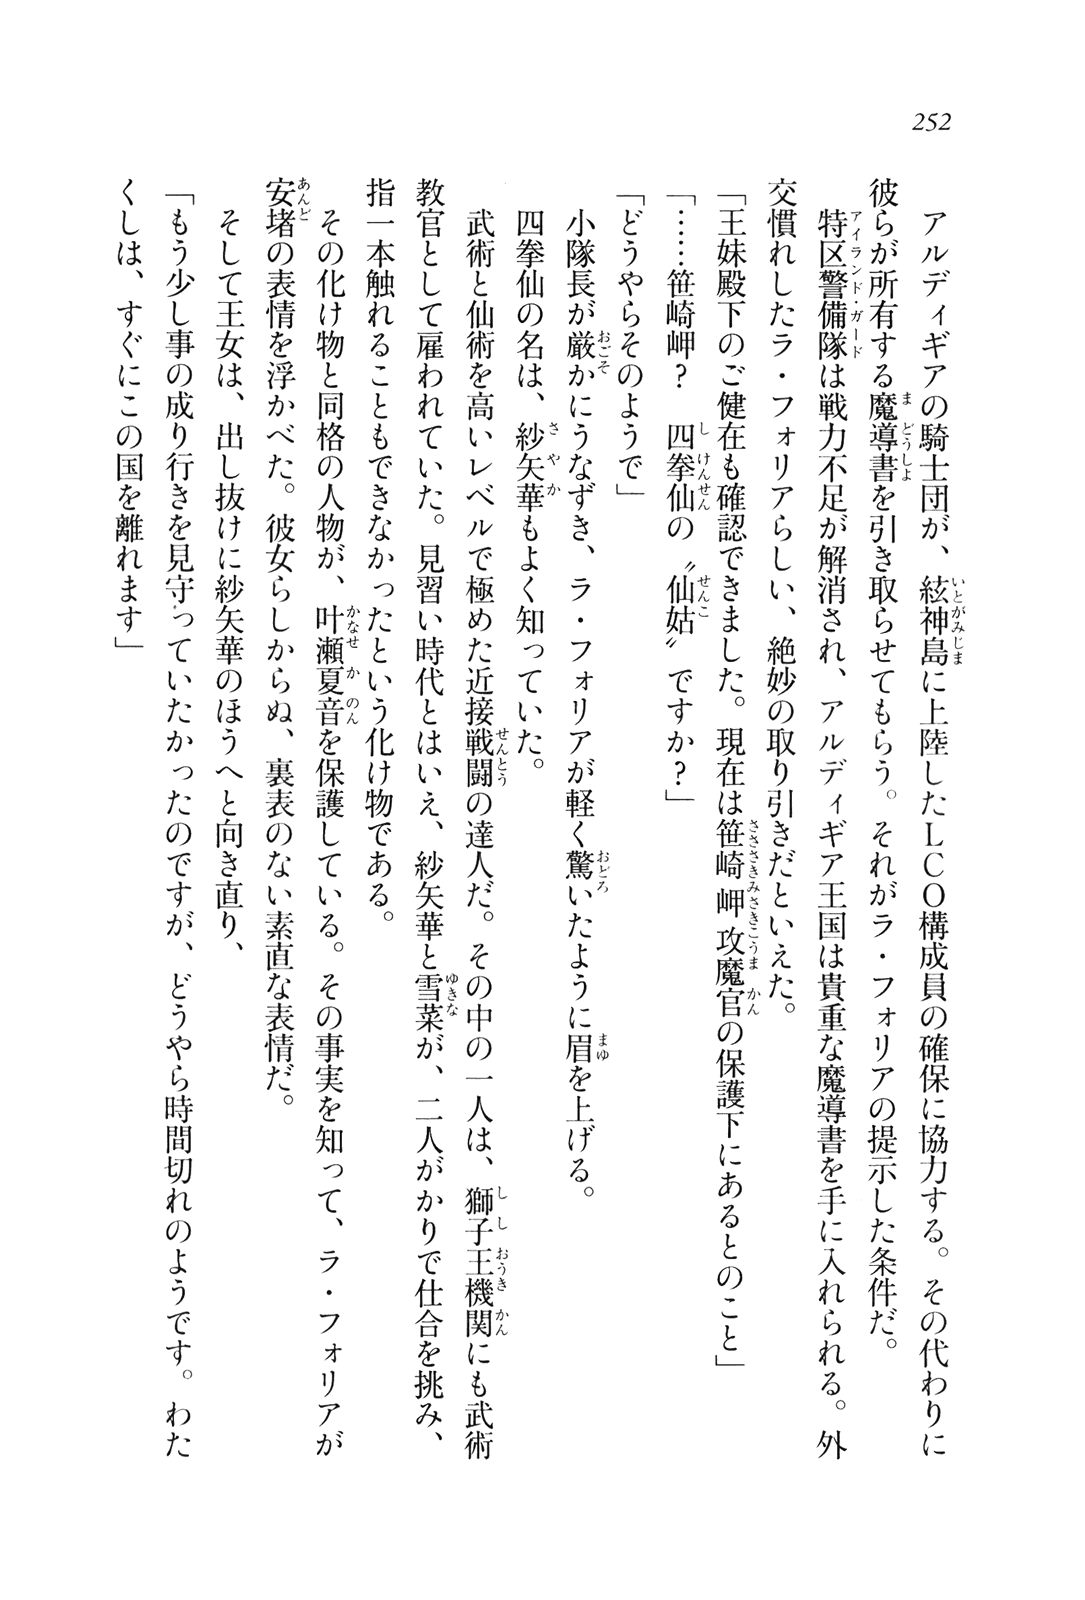 252
　アルディギアの騎士団が、絃神島に上陸したＬＣＯ構成員の確保に協力する。その代わりに
彼らが所有する魔導書を引き取らせてもらう。それがラ・フォリアの提示した条件だ。
　特区警備隊は戦力不足が解消され、アルディギア王国は貴重な魔導書を手に入れられる。外
交慣れしたラ・フォリアらしい、絶妙の取り引きだといえた。
「王妹殿下のご健在も確認できました。現在は笹崎岬攻魔官の保護下にあるとのこと」
「……笹崎岬？　四拳仙の〝仙姑〟ですか？」
「どうやらそのようで」
　小隊長が厳かにうなずき、ラ・フォリアが軽く驚いたように眉を上げる。
　四拳仙の名は、紗矢華もよく知っていた。
　武術と仙術を高いレベルで極めた近接戦闘の達人だ。その中の一人は、獅子王機関にも武術
教官として雇われていた。見習い時代とはいえ、紗矢華と雪菜が、二人がかりで仕合を挑み、
指一本触れることもできなかったという化け物である。
　その化け物と同格の人物が、叶瀬夏音を保護している。その事実を知って、ラ・フォリアが
安堵の表情を浮かべた。彼女らしからぬ、裏表のない素直な表情だ。
　そして王女は、出し抜けに紗矢華のほうへと向き直り、
「もう少し事の成り行きを見守っていたかったのですが、どうやら時間切れのようです。わた
くしは、すぐにこの国を離れます」